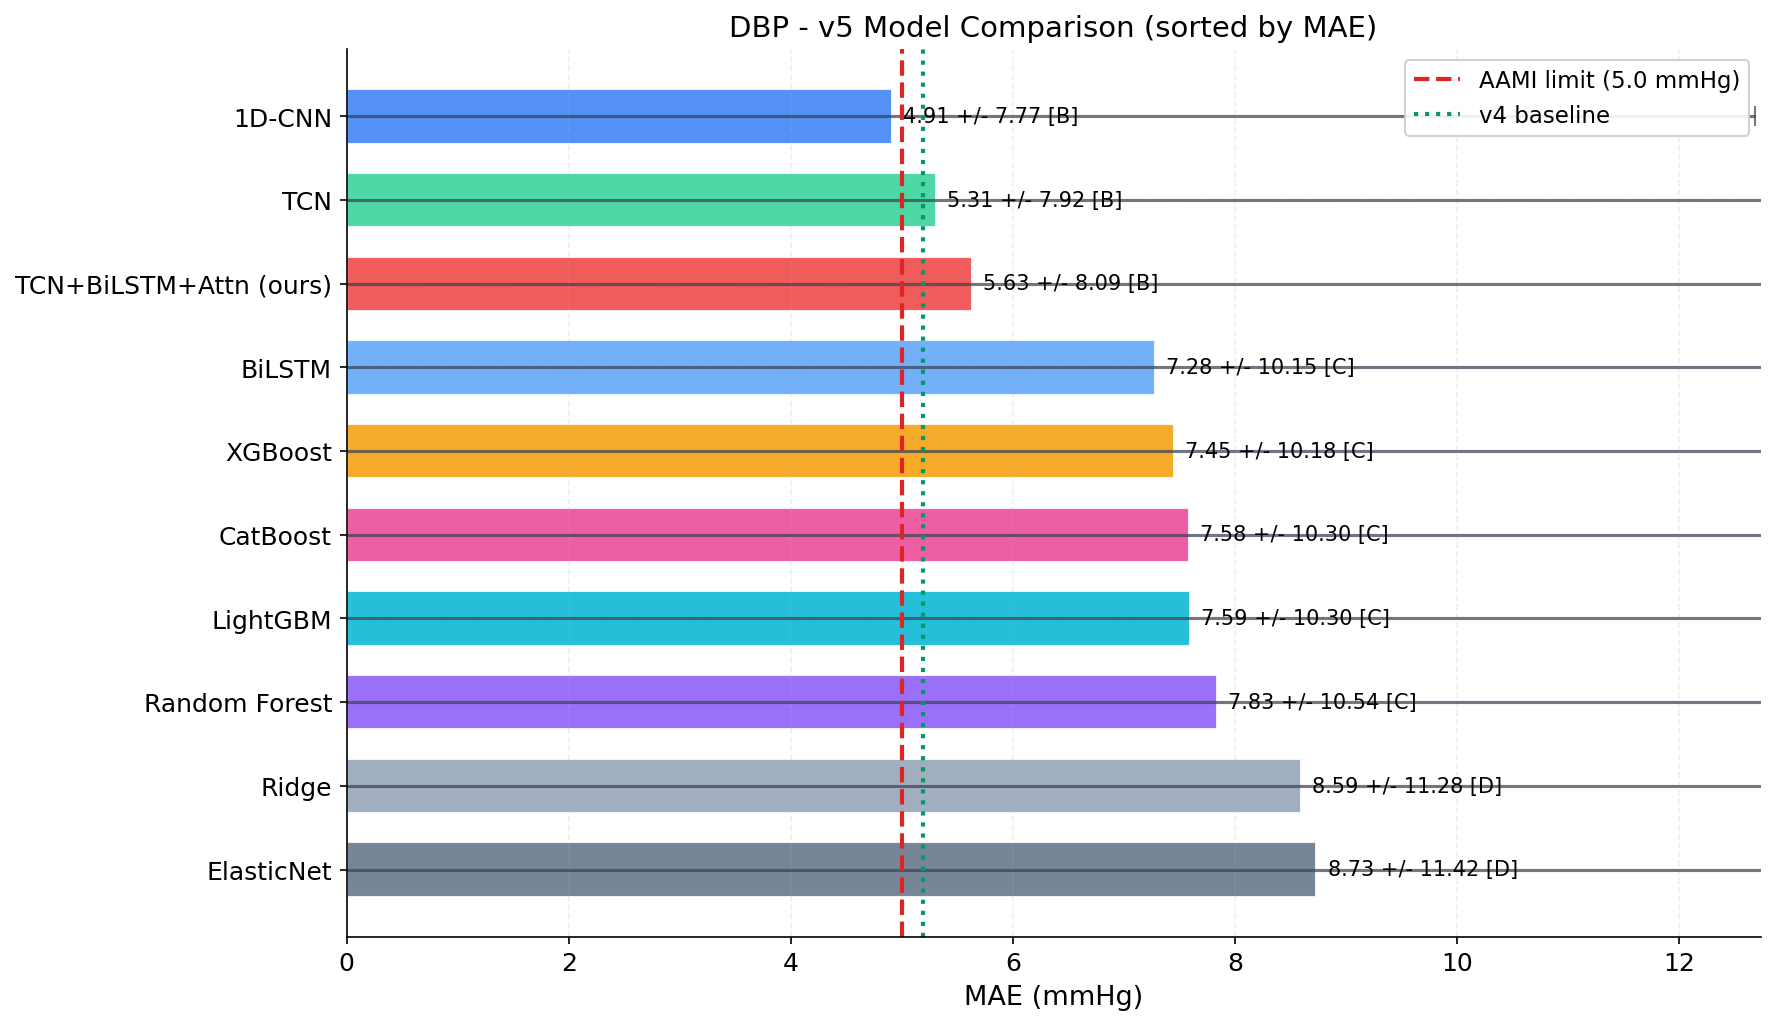 DBP - v5 Model Comparison (sorted by MAE)
AAMI limit (5.0 mmHg)
v4 baseline
1D-CNN 4.91 +/- 7.77 [B]
TCN 5.31 +/- 7.92 [B]
TCN+BiLSTM+Attn (ours) 5.63 +/- 8.09 [B]
BiLSTM 7.28 +/- 10.15 [C]
XGBoost 7.45 +/- 10.18 [C]
CatBoost 7.58 +/- 10.30 [C]
LightGBM 7.59 +/- 10.30 [C]
Random Forest 7.83 +/- 10.54 [C]
Ridge 8.59 +/- 11.28 [D]
ElasticNet 8.73 +/- 11.42 [D]
0 2 4 6 8 10 12
MAE (mmHg)